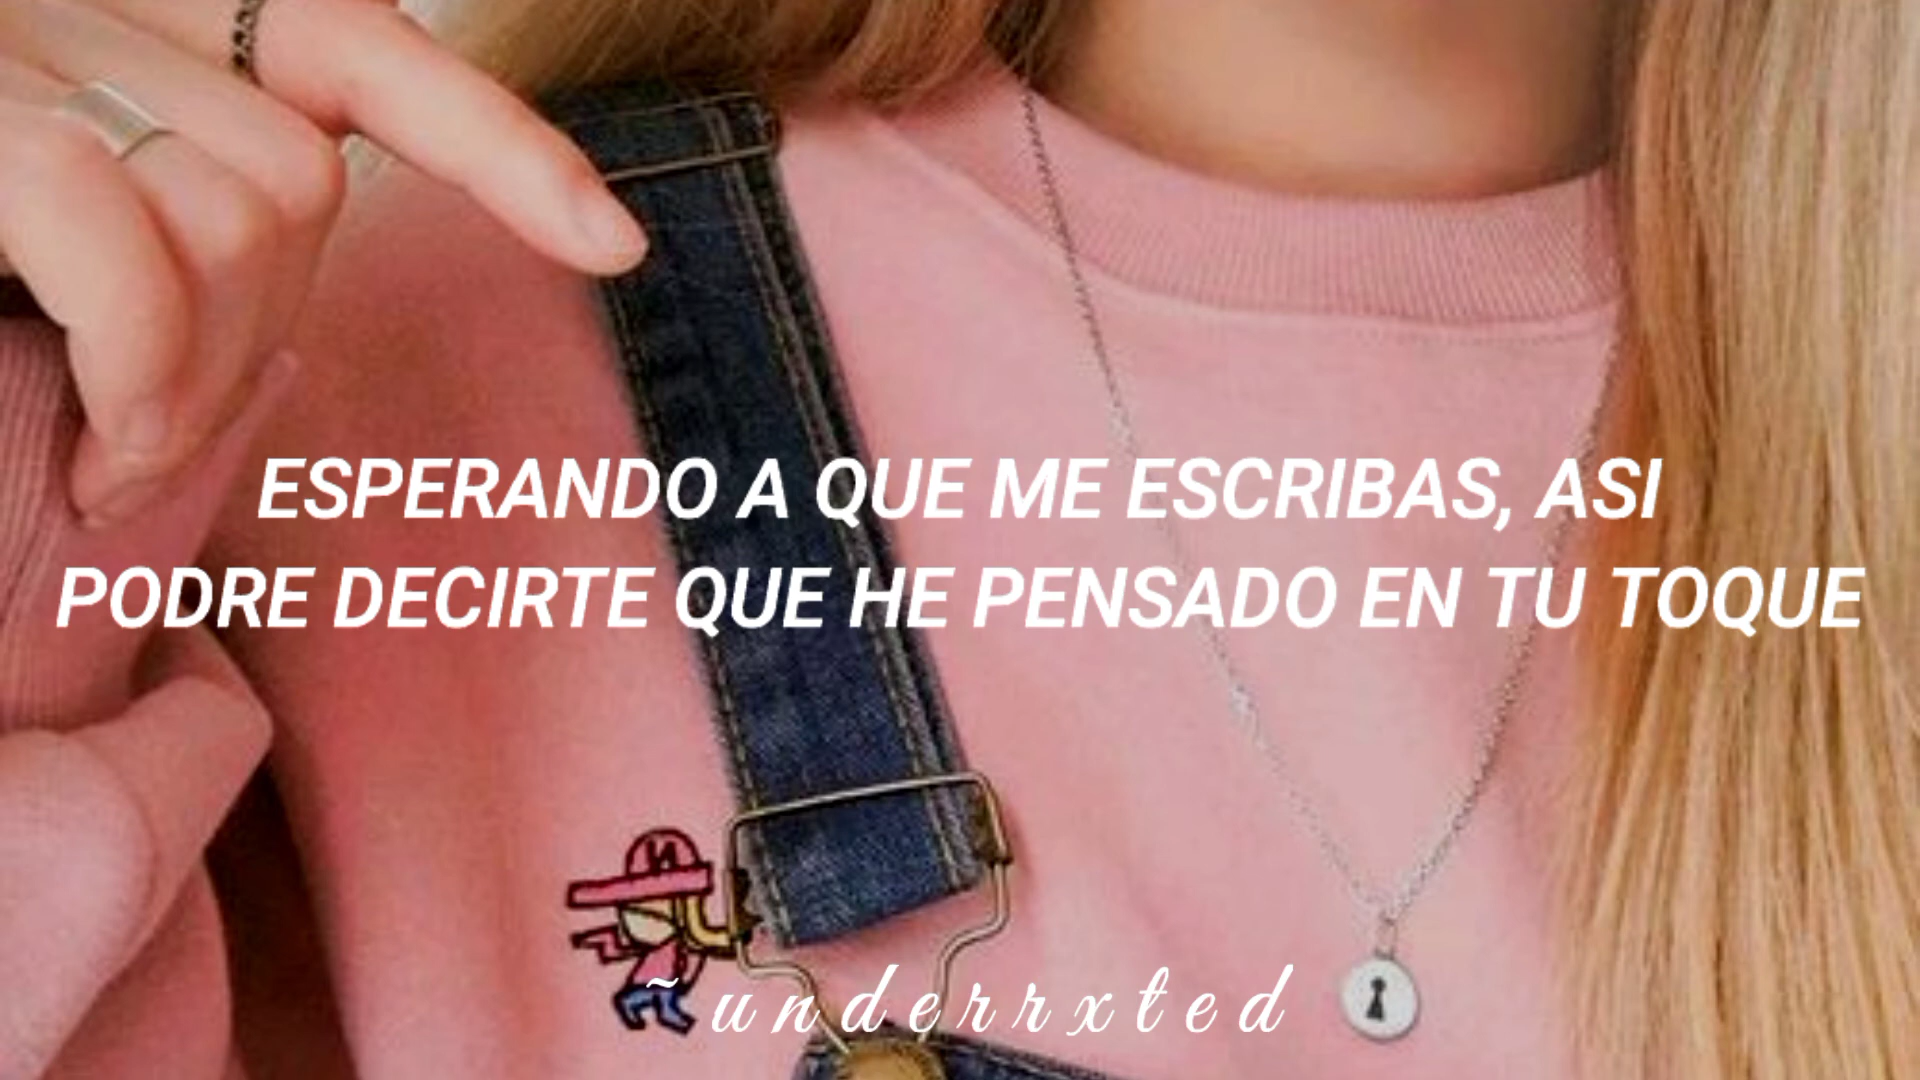 ESPERANDO A QUE ME ESCRIBAS, ASI
PODRE DECIRTE QUE HE PENSADO EN TU TOQUE
~underrxted